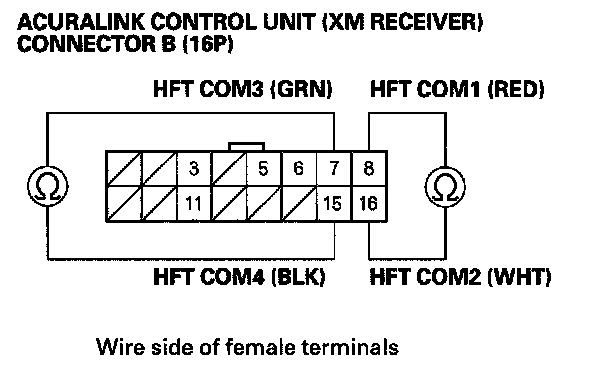 ACURALINK CONTROL UNIT (XM RECEIVER)
CONNECTOR B (16P)
HFT COM3 (GRN) HFT COM1 (RED)
3 5 6 7 8
Ω Ω
11 15 16
HFT COM4 (BLK) HFT COM2 (WHT)
Wire side of female terminals